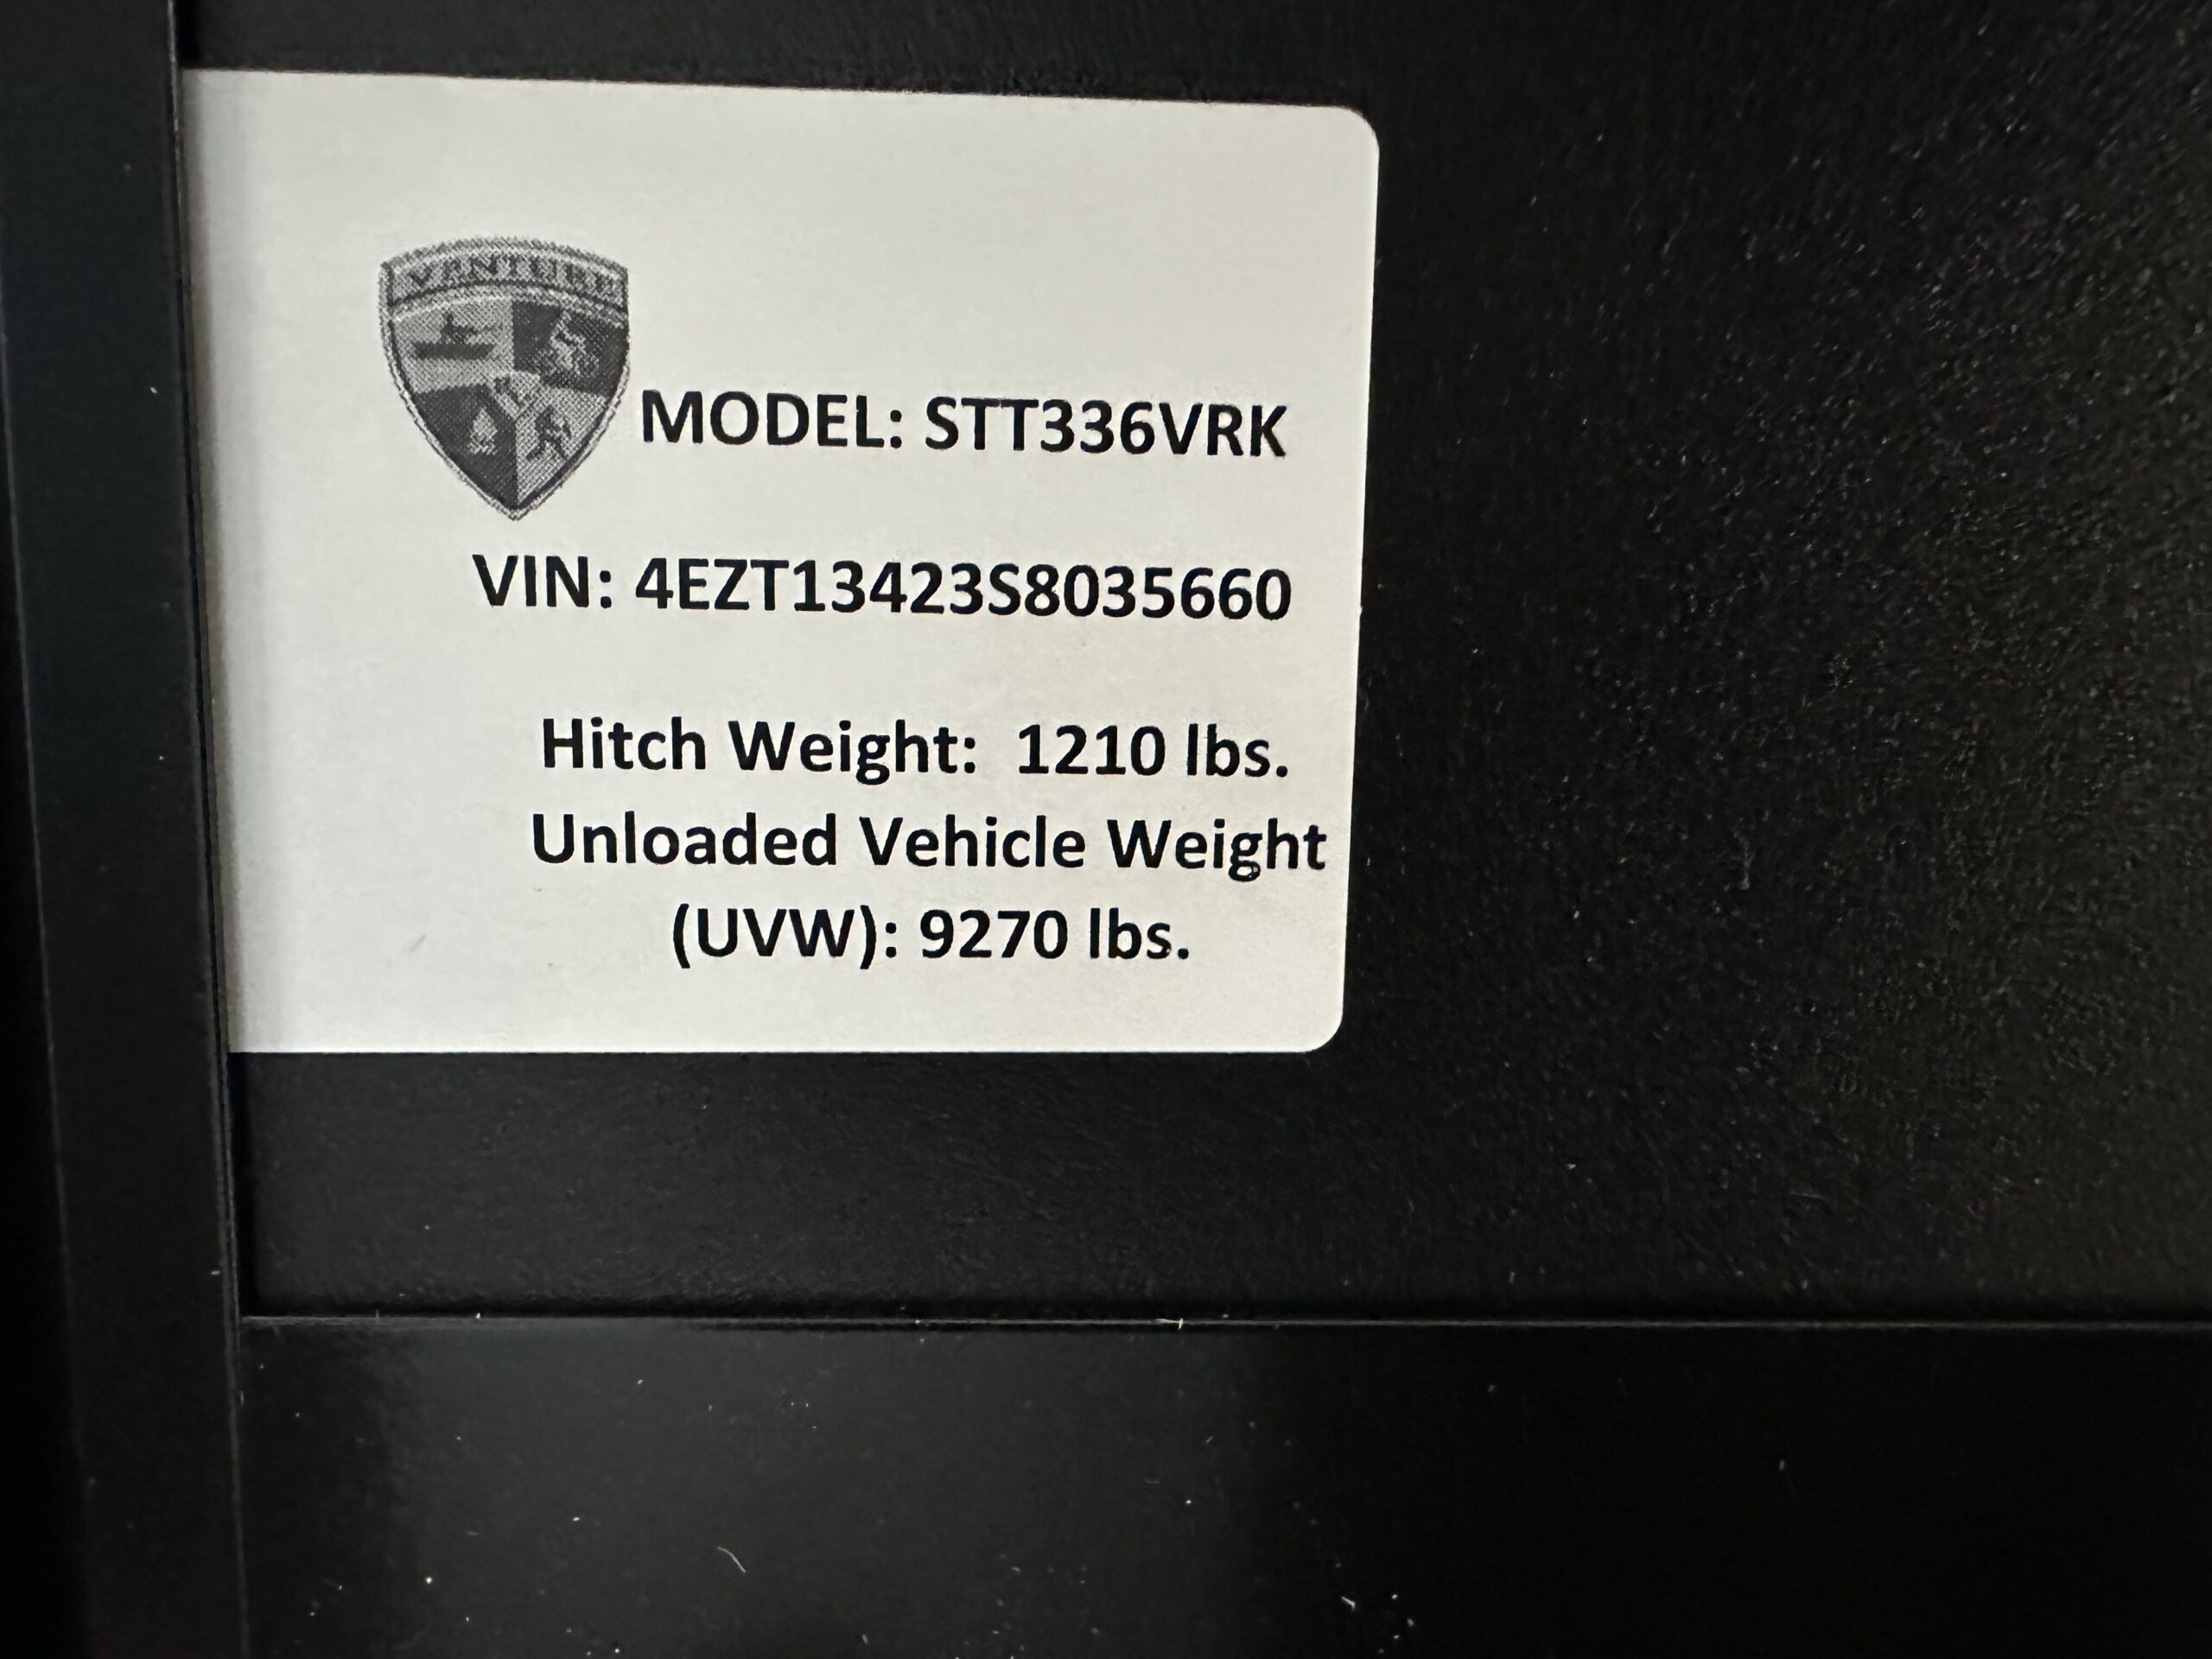 VENTURE
MODEL: STT336VRK
VIN: 4EZT13423S8035660
Hitch Weight: 1210 lbs.
Unloaded Vehicle Weight
(UVW): 9270 lbs.